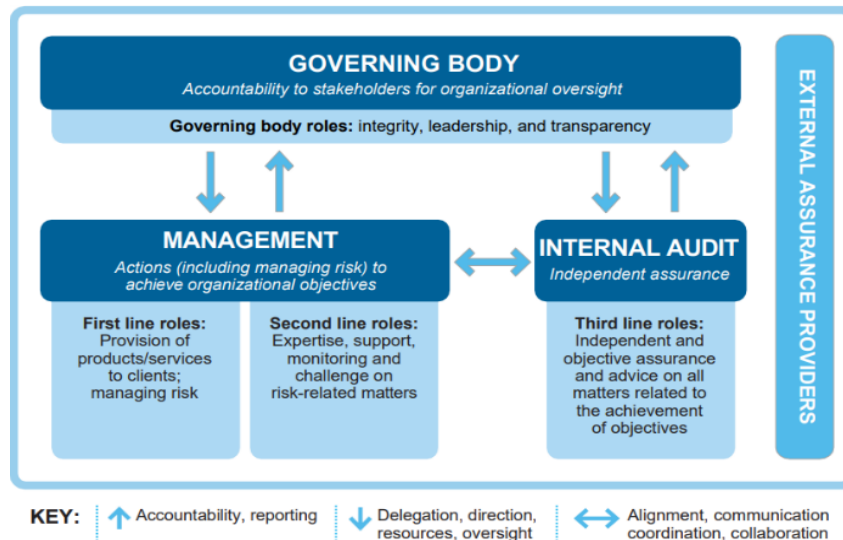 GOVERNING BODY
Accountability to stakeholders for organizational oversight
Governing body roles: integrity, leadership, and transparency
MANAGEMENT
Actions (including managing risk) to
achieve organizational objectives
First line roles:
Provision of
products/services
to clients;
managing risk
Second line roles:
Expertise, support,
monitoring and
challenge on
risk-related matters
INTERNAL AUDIT
Independent assurance
Third line roles:
Independent and
objective assurance
and advice on all
matters related to
the achievement
of objectives
EXTERNAL ASSURANCE PROVIDERS
KEY:
Accountability, reporting
Delegation, direction,
resources, oversight
Alignment, communication
coordination, collaboration